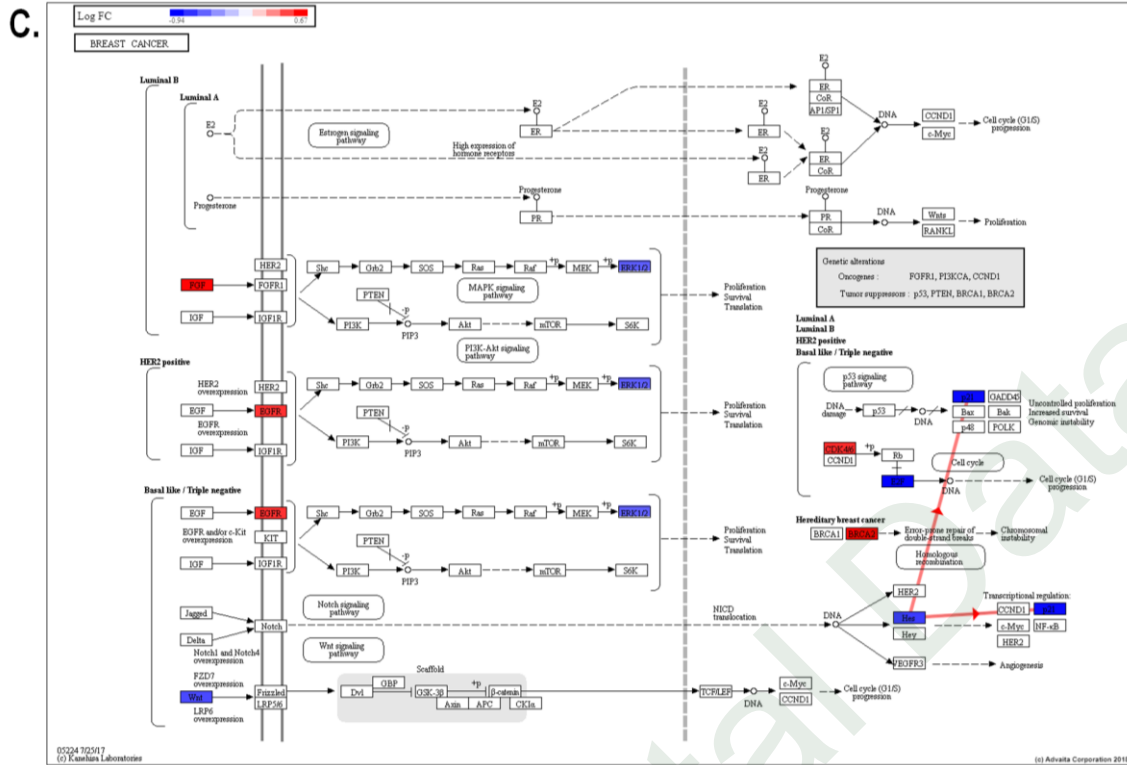 C.
Log FC
-0.94
0.67
BREAST CANCER
Luminal B
Luminal A
E2
Estrogen signaling
pathway
High expression of
hormone receptors
E2
ER
E2
ER
E2
ER
E2
ER
CoR
AP1/SP1
E2
ER
CoR
DNA
CCND1
c-Myc
Cell cycle (G1/S)
progression
Progesterone
Progesterone
PR
Progesterone
PR
CoR
DNA
Wnts
RANKL
Proliferation
FGF
IGF
HER2
FGFR1
IGF1R
Shc
Grb2
SOS
Ras
Raf
+p
MEK
+p
ERK1/2
MAPK signaling
pathway
PTEN
-p
PI3K
PIP3
Akt
mTOR
S6K
PI3K-Akt signaling
pathway
Proliferation
Survival
Translation
Genetic alterations
Oncogenes : FGFR1, PI3KCA, CCND1
Tumor suppressors : p53, PTEN, BRCA1, BRCA2
HER2 positive
HER2
overexpression
EGF
EGFR
overexpression
IGF
HER2
EGFR
IGF1R
Shc
Grb2
SOS
Ras
Raf
+p
MEK
+p
ERK1/2
PTEN
-p
PI3K
PIP3
Akt
mTOR
S6K
Proliferation
Survival
Translation
Luminal A
Luminal B
HER2 positive
Basal like / Triple negative
p53 signaling
pathway
DNA
damage
p53
DNA
p21
GADD45
Bax
Bak
p48
POLK
Uncontrolled proliferation
Increased survival
Genomic instability
CDK4/6
CCND1
+p
Rb
E2F
Cell cycle
DNA
Cell cycle (G1/S)
progression
Basal like / Triple negative
EGF
EGFR and/or c-Kit
overexpression
IGF
EGFR
KIT
IGF1R
Shc
Grb2
SOS
Ras
Raf
+p
MEK
+p
ERK1/2
PTEN
-p
PI3K
PIP3
Akt
mTOR
S6K
Proliferation
Survival
Translation
Hereditary breast cancer
BRCA1
BRCA2
Error-prone repair of
double-strand breaks
Chromosomal
instability
Homologous
recombination
Jagged
Delta
Notch1 and Notch4
overexpression
Notch
Notch signaling
pathway
NICD
translocation
DNA
HER2
Hes
Hey
VEGFR3
Transcriptional regulation:
CCND1
p21
c-Myc
NF-κB
HER2
Angiogenesis
Wnt signaling
pathway
FZD7
overexpression
Wnt
LRP6
overexpression
Frizzled
LRP5/6
Scaffold
Dvl
GBP
GSK-3β
+p
β-catenin
Axin
APC
CKIα
TCF/LEF
DNA
c-Myc
CCND1
Cell cycle (G1/S)
progression
05224 7/25/17
(c) Kanehisa Laboratories
(c) Advaita Corporation 2018